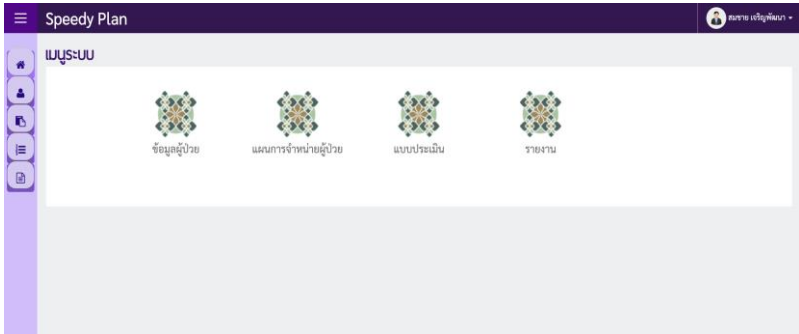 Speedy Plan
สมชาย เจริญพัฒนา
เมนูระบบ
ข้อมูลผู้ป่วย
แผนการจำหน่ายผู้ป่วย
แบบประเมิน
รายงาน